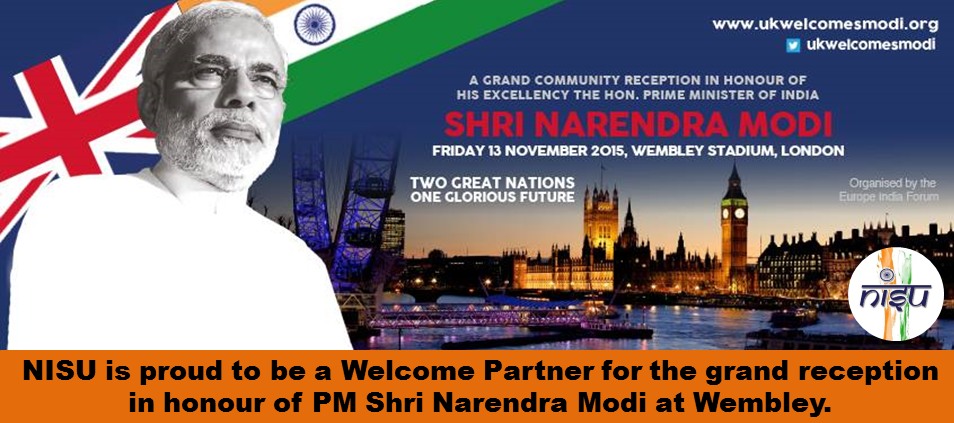 www.ukwelcomesmodi.org
ukwelcomesmodi
A GRAND COMMUNITY RECEPTION IN HONOUR OF
HIS EXCELLENCY THE HON. PRIME MINISTER OF INDIA
SHRI NARENDRA MODI
FRIDAY 13 NOVEMBER 2015, WEMBLEY STADIUM, LONDON
TWO GREAT NATIONS
ONE GLORIOUS FUTURE
Organised by the
Europe India Forum
nisu
NISU is proud to be a Welcome Partner for the grand reception
in honour of PM Shri Narendra Modi at Wembley.